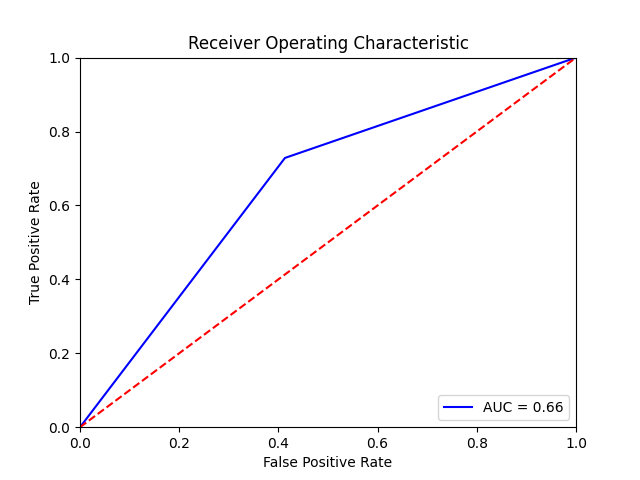 Receiver Operating Characteristic
1.0
0.8
0.6
0.4
0.2
0.0
True Positive Rate
AUC = 0.66
0.0 0.2 0.4 0.6 0.8 1.0
False Positive Rate